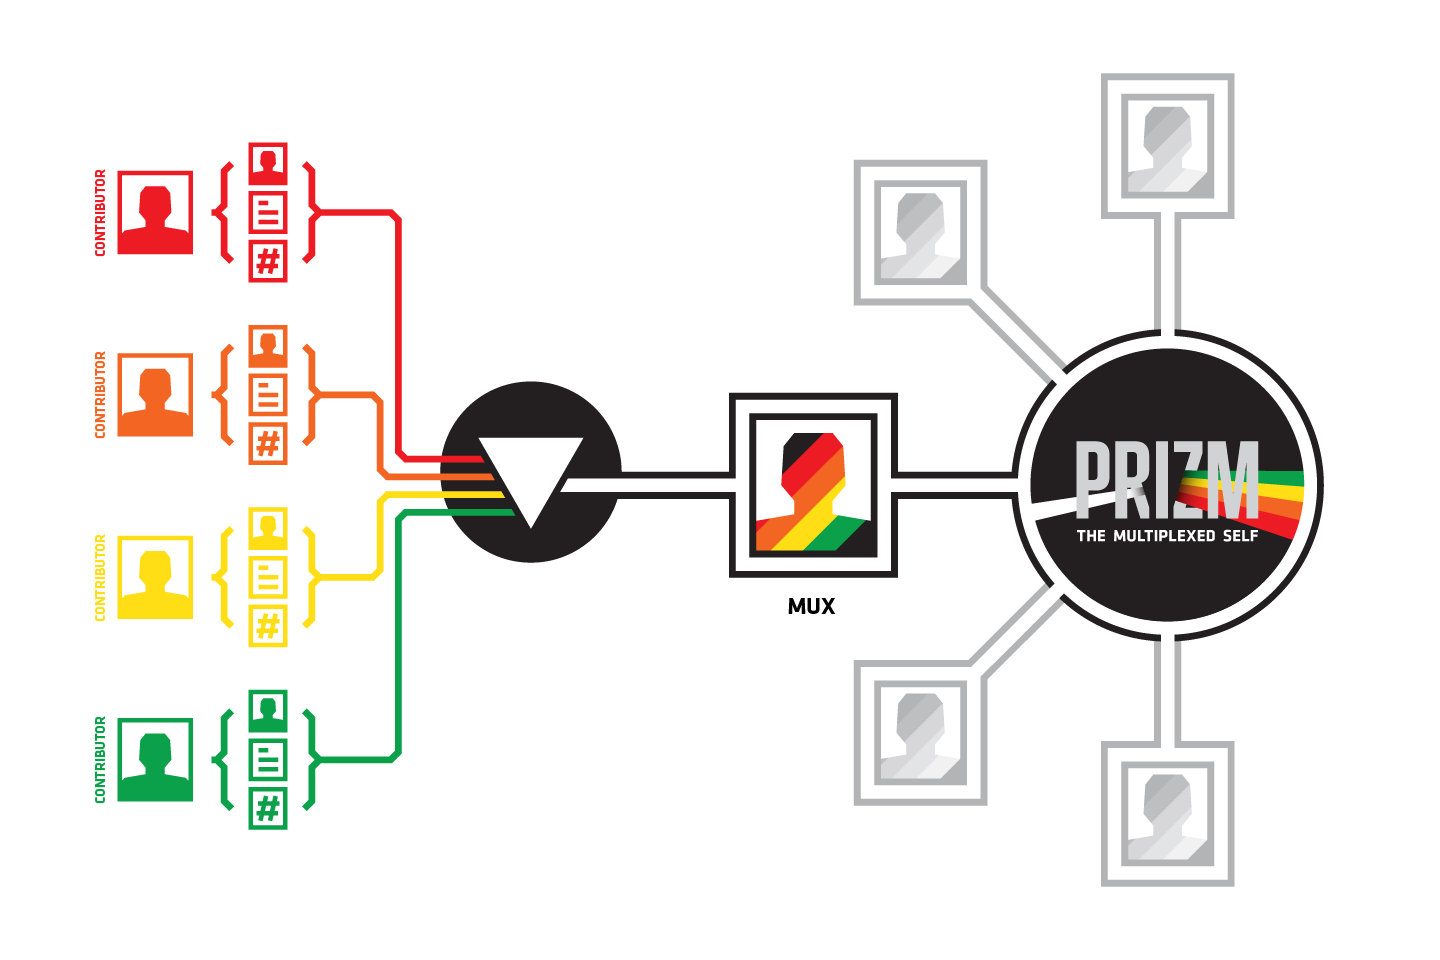 CONTRIBUTOR
#
CONTRIBUTOR
#
CONTRIBUTOR
#
CONTRIBUTOR
#
MUX
PRIZM
THE MULTIPLEXED SELF